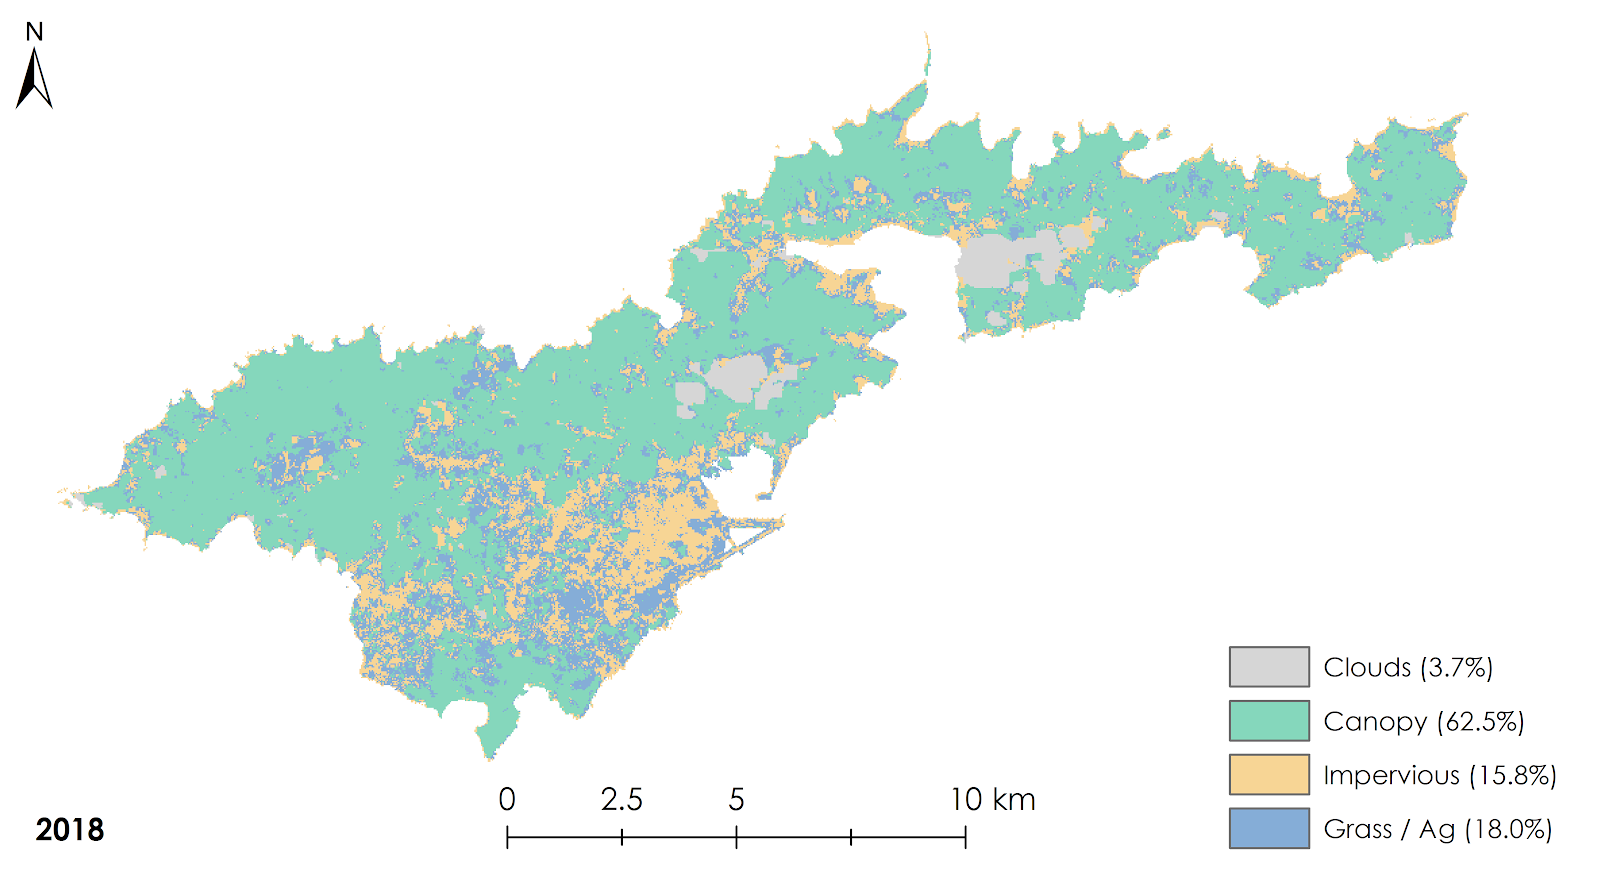 N
Clouds (3.7%)
Canopy (62.5%)
Impervious (15.8%)
Grass / Ag (18.0%)
0 2.5 5 10 km
2018